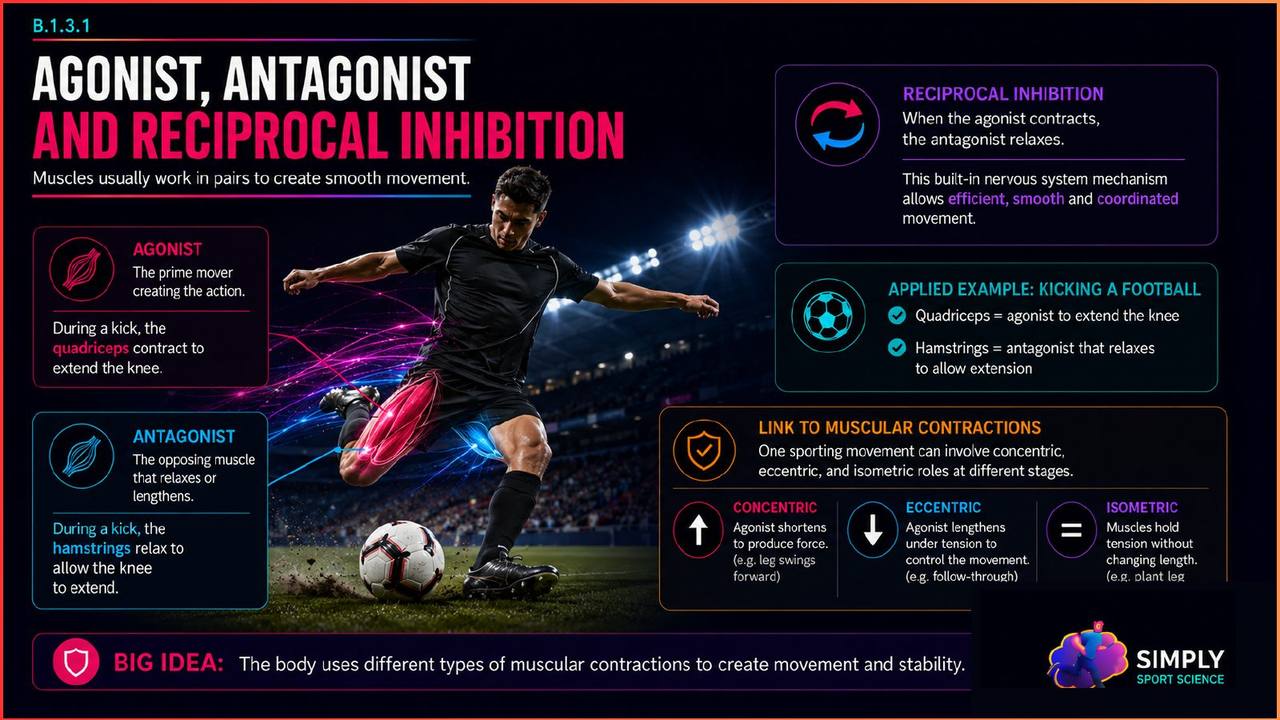 B.1.3.1
AGONIST, ANTAGONIST
AND RECIPROCAL INHIBITION
Muscles usually work in pairs to create smooth movement.
AGONIST
The prime mover
creating the action.
During a kick, the
quadriceps contract to
extend the knee.
ANTAGONIST
The opposing muscle
that relaxes or
lengthens.
During a kick, the
hamstrings relax to
allow the knee
to extend.
RECIPROCAL INHIBITION
When the agonist contracts,
the antagonist relaxes.
This built-in nervous system mechanism
allows efficient, smooth and coordinated
movement.
APPLIED EXAMPLE: KICKING A FOOTBALL
Quadriceps = agonist to extend the knee
Hamstrings = antagonist that relaxes
to allow extension
LINK TO MUSCULAR CONTRACTIONS
One sporting movement can involve concentric,
eccentric, and isometric roles at different stages.
CONCENTRIC
Agonist shortens
to produce force.
(e.g. leg swings
forward)
ECCENTRIC
Agonist lengthens
under tension to
control the movement.
(e.g. follow-through)
ISOMETRIC
Muscles hold
tension without
changing length.
(e.g. plant leg
BIG IDEA: The body uses different types of muscular contractions to create movement and stability.
SIMPLY
SPORT SCIENCE